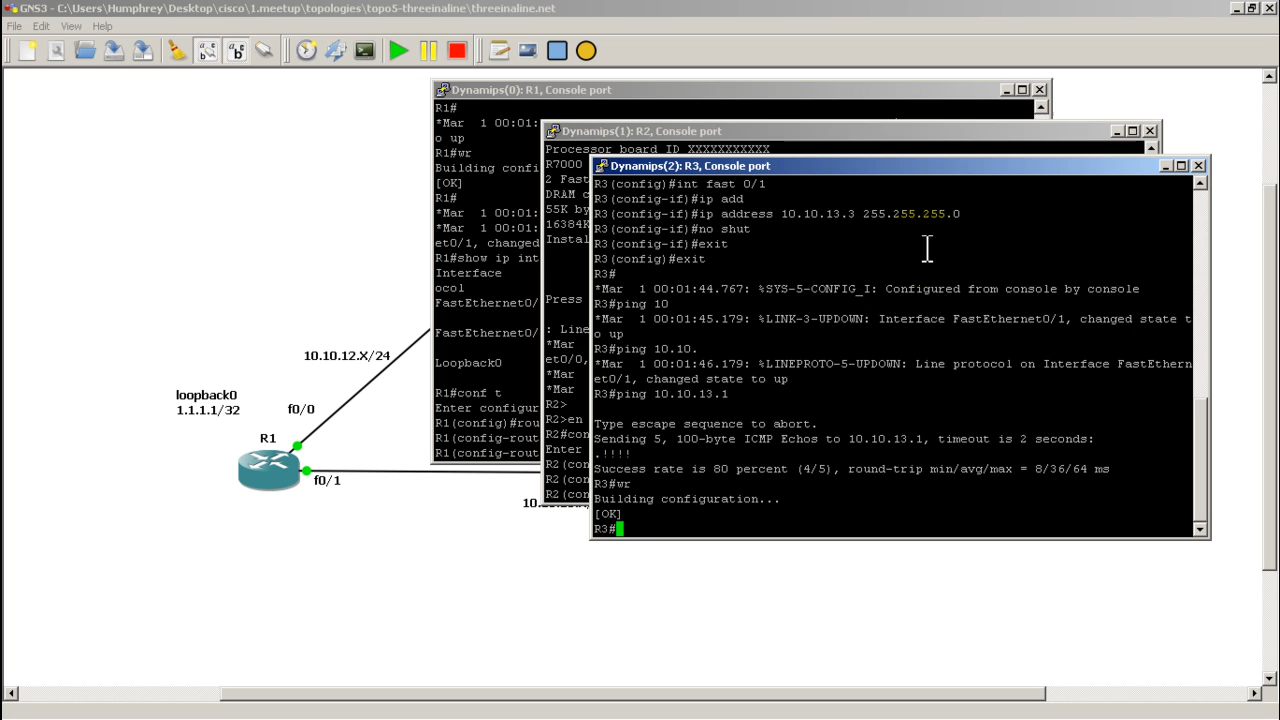 GNS3 - C:\Users\Humphrey\Desktop\cisco\1.meetup\topologies\topo5-threeinaline\threeinaline.net
File Edit View Help
Dynamips(0): R1, Console port
R1#
*Mar  1 00:01:
o up
R1#wr
Building confi
[OK]
R1#
*Mar  1 00:01:
*Mar  1 00:01:
et0/1, changed
R1#show ip int
Interface
ocol
FastEthernet0/
FastEthernet0/
Loopback0
R1#conf t
Enter configur
R1(config)#rou
R1(config-rout
R1(config-rout
Dynamips(1): R2, Console port
Processor board ID XXXXXXXXXXX
R7000
2 Fast
DRAM c
55K by
16384K
Instal
Press
: Line
*Mar
et0/0,
*Mar
*Mar
R2>
R2>en
R2#con
Enter
R2(con
R2(con
R2(con
Dynamips(2): R3, Console port
R3(config)#int fast 0/1
R3(config-if)#ip add
R3(config-if)#ip address 10.10.13.3 255.255.255.0
R3(config-if)#no shut
R3(config-if)#exit
R3(config)#exit
R3#
*Mar  1 00:01:44.767: %SYS-5-CONFIG_I: Configured from console by console
R3#ping 10
*Mar  1 00:01:45.179: %LINK-3-UPDOWN: Interface FastEthernet0/1, changed state t
o up
R3#ping 10.10.
*Mar  1 00:01:46.179: %LINEPROTO-5-UPDOWN: Line protocol on Interface FastEthern
et0/1, changed state to up
R3#ping 10.10.13.1
Type escape sequence to abort.
Sending 5, 100-byte ICMP Echos to 10.10.13.1, timeout is 2 seconds:
.!!!!
Success rate is 80 percent (4/5), round-trip min/avg/max = 8/36/64 ms
R3#wr
Building configuration...
[OK]
R3#
10.10.12.X/24
loopback0
1.1.1.1/32
f0/0
R1
f0/1